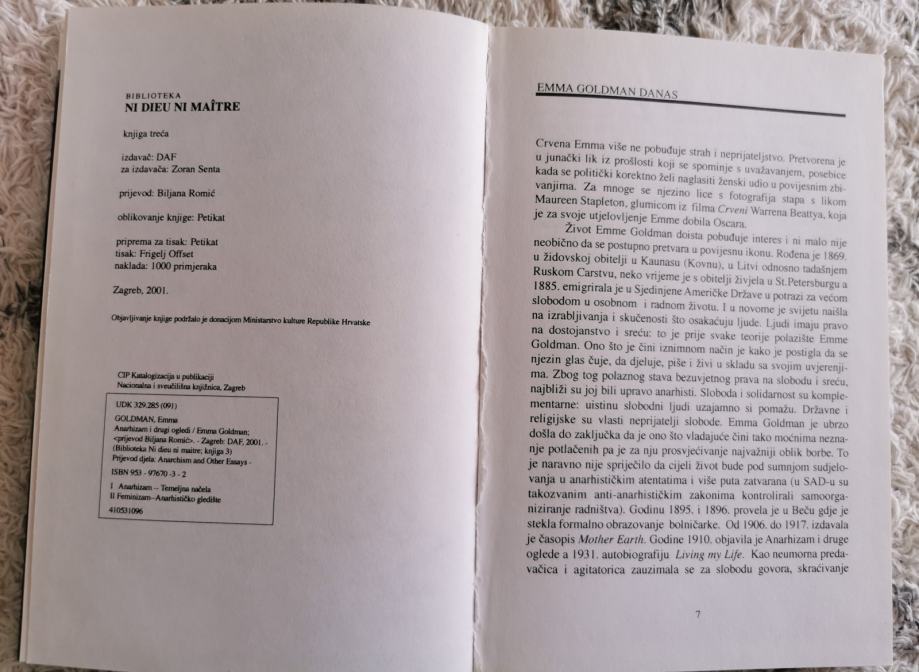 BIBLIOTEKA
NI DIEU NI MAÎTRE
knjiga treća
izdavač: DAF
za izdavača: Zoran Senta
prijevod: Biljana Romić
oblikovanje knjige: Petikat
priprema za tisak: Petikat
tisak: Frigelj Offset
naklada: 1000 primjeraka
Zagreb, 2001.
Objavljivanje knjige podržalo je donacijom Ministarstvo kulture Republike Hrvatske
CIP Katalogizacija u publikaciji
Nacionalna i sveučilišna knjižnica, Zagreb
UDK 329.285 (091)
GOLDMAN, Emma
Anarhizam i drugi ogledi / Emma Goldman;
<prijevod Biljana Romić>. - Zagreb: DAF, 2001. -
(Biblioteka Ni dieu ni maitre; knjiga 3)
Prijevod djela: Anarchism and Other Essays -
ISBN 953 - 97670 -3 - 2
I Anarhizam -- Temeljna načela
II Feminizam--Anarhističko gledište
410531096
EMMA GOLDMAN DANAS
Crvena Emma više ne pobuđuje strah i neprijateljstvo. Pretvorena je
u junački lik iz prošlosti koji se spominje s uvažavanjem, posebice
kada se politički korektno želi naglasiti ženski udio u povijesnim zbi-
vanjima. Za mnoge se njezino lice s fotografija stapa s likom
Maureen Stapleton, glumicom iz filma Crveni Warrena Beattya, koja
je za svoje utjelovljenje Emme dobila Oscara.
Život Emme Goldman doista pobuđuje interes i ni malo nije
neobično da se postupno pretvara u povijesnu ikonu. Rođena je 1869.
u židovskoj obitelji u Kaunasu (Kovnu), u Litvi odnosno tadašnjem
Ruskom Carstvu, neko vrijeme je s obitelji živjela u St.Petersburgu a
1885. emigrirala je u Sjedinjene Američke Države u potrazi za većom
slobodom u osobnom i radnom životu. I u novome je svijetu naišla
na izrabljivanja i skučenosti što osakaćuju ljude. Ljudi imaju pravo
na dostojanstvo i sreću: to je prije svake teorije polazište Emme
Goldman. Ono što je čini iznimnom način je kako je postigla da se
njezin glas čuje, da djeluje, piše i živi u skladu sa svojim uvjerenji-
ma. Zbog tog polaznog stava bezuvjetnog prava na slobodu i sreću,
najbliži su joj bili upravo anarhisti. Sloboda i solidarnost su komple-
mentarne: uistinu slobodni ljudi uzajamno si pomažu. Državne i
religijske su vlasti neprijatelji slobode. Emma Goldman je ubrzo
došla do zaključka da je ono što vladajuće čini tako moćnima nezna-
nje potlačenih pa je za nju prosvjećivanje najvažniji oblik borbe. To
je naravno nije spriječilo da cijeli život bude pod sumnjom sudjelo-
vanja u anarhističkim atentatima i više puta zatvarana (u SAD-u su
takozvanim anti-anarhističkim zakonima kontrolirali samoorga-
niziranje radništva). Godinu 1895. i 1896. provela je u Beču gdje je
stekla formalno obrazovanje bolničarke. Od 1906. do 1917. izdavala
je časopis Mother Earth. Godine 1910. objavila je Anarhizam i druge
oglede a 1931. autobiografiju Living my Life. Kao neumorna preda-
vačica i agitatorica zauzimala se za slobodu govora, skraćivanje
7